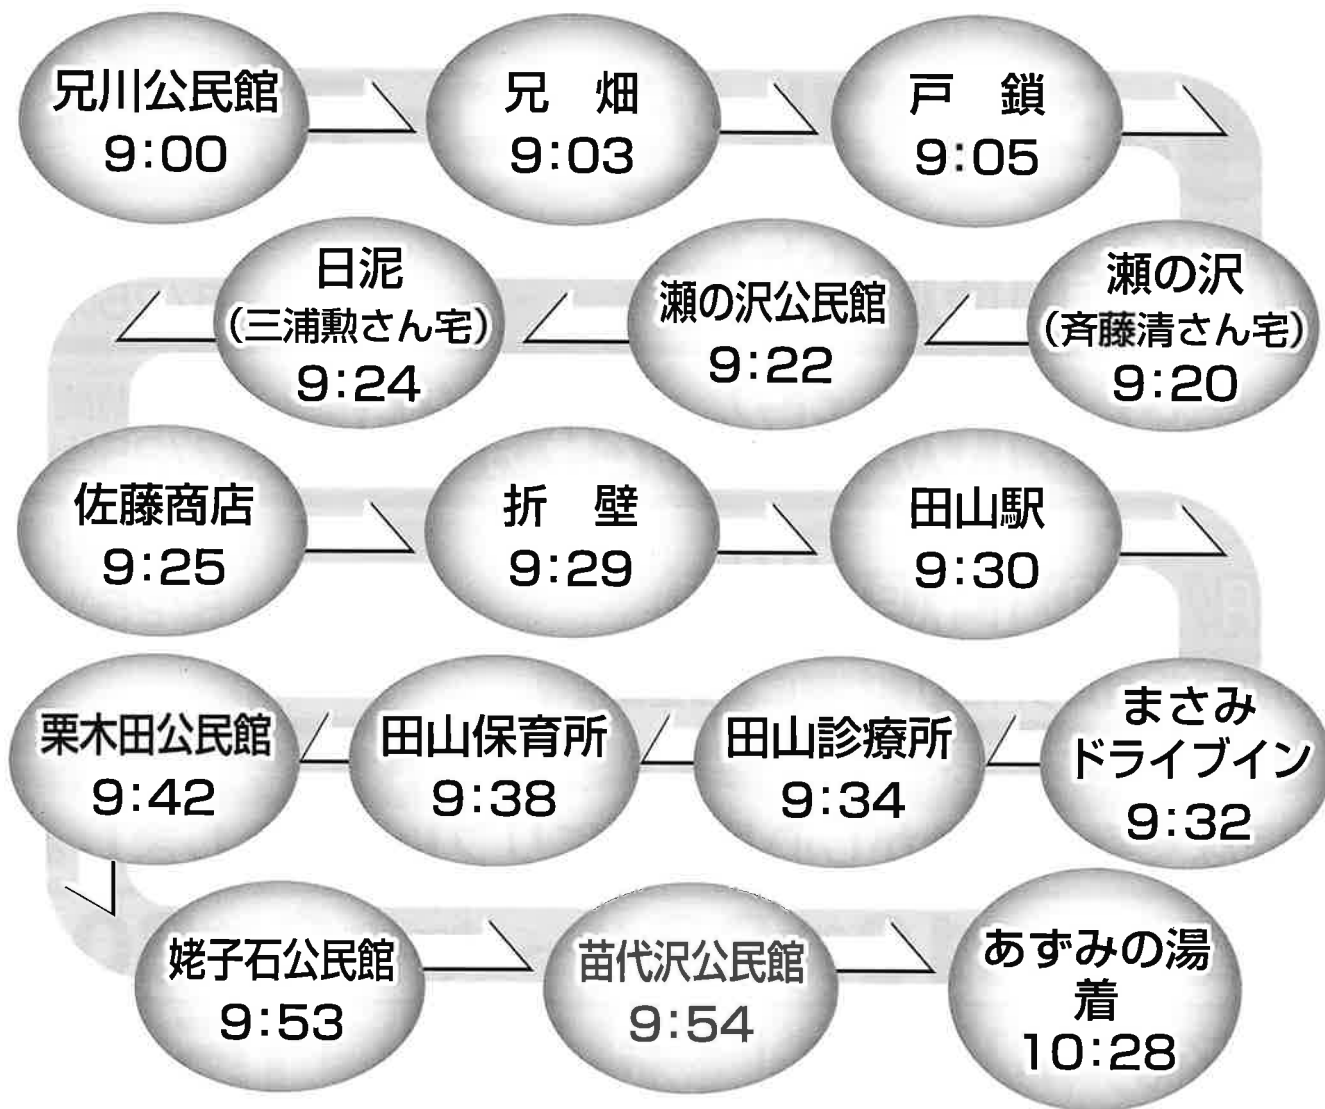 兄川公民館
9:00
兄 畑
9:03
戸 鎖
9:05
瀬の沢
(斉藤清さん宅)
9:20
瀬の沢公民館
9:22
日泥
(三浦勲さん宅)
9:24
佐藤商店
9:25
折 壁
9:29
田山駅
9:30
まさみ
ドライブイン
9:32
田山診療所
9:34
田山保育所
9:38
栗木田公民館
9:42
姥子石公民館
9:53
苗代沢公民館
9:54
あずみの湯
着
10:28